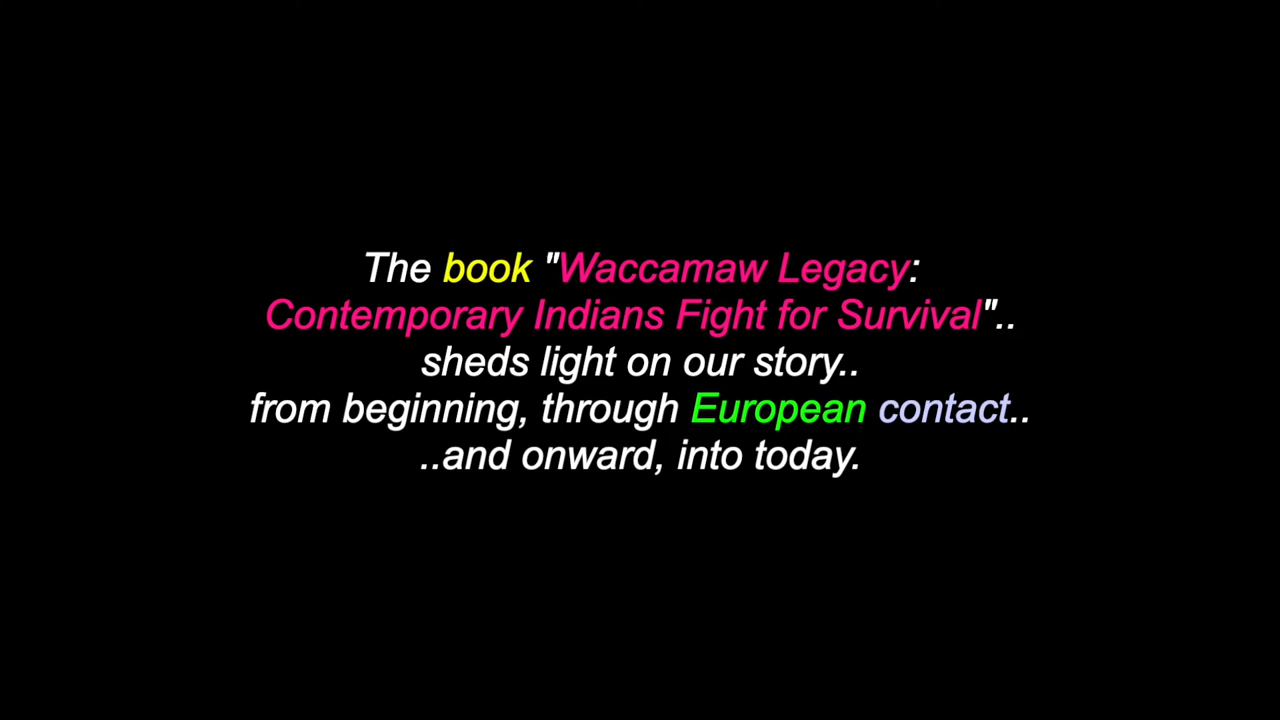 The book "Waccamaw Legacy:
Contemporary Indians Fight for Survival"..
sheds light on our story..
from beginning, through European contact..
..and onward, into today.